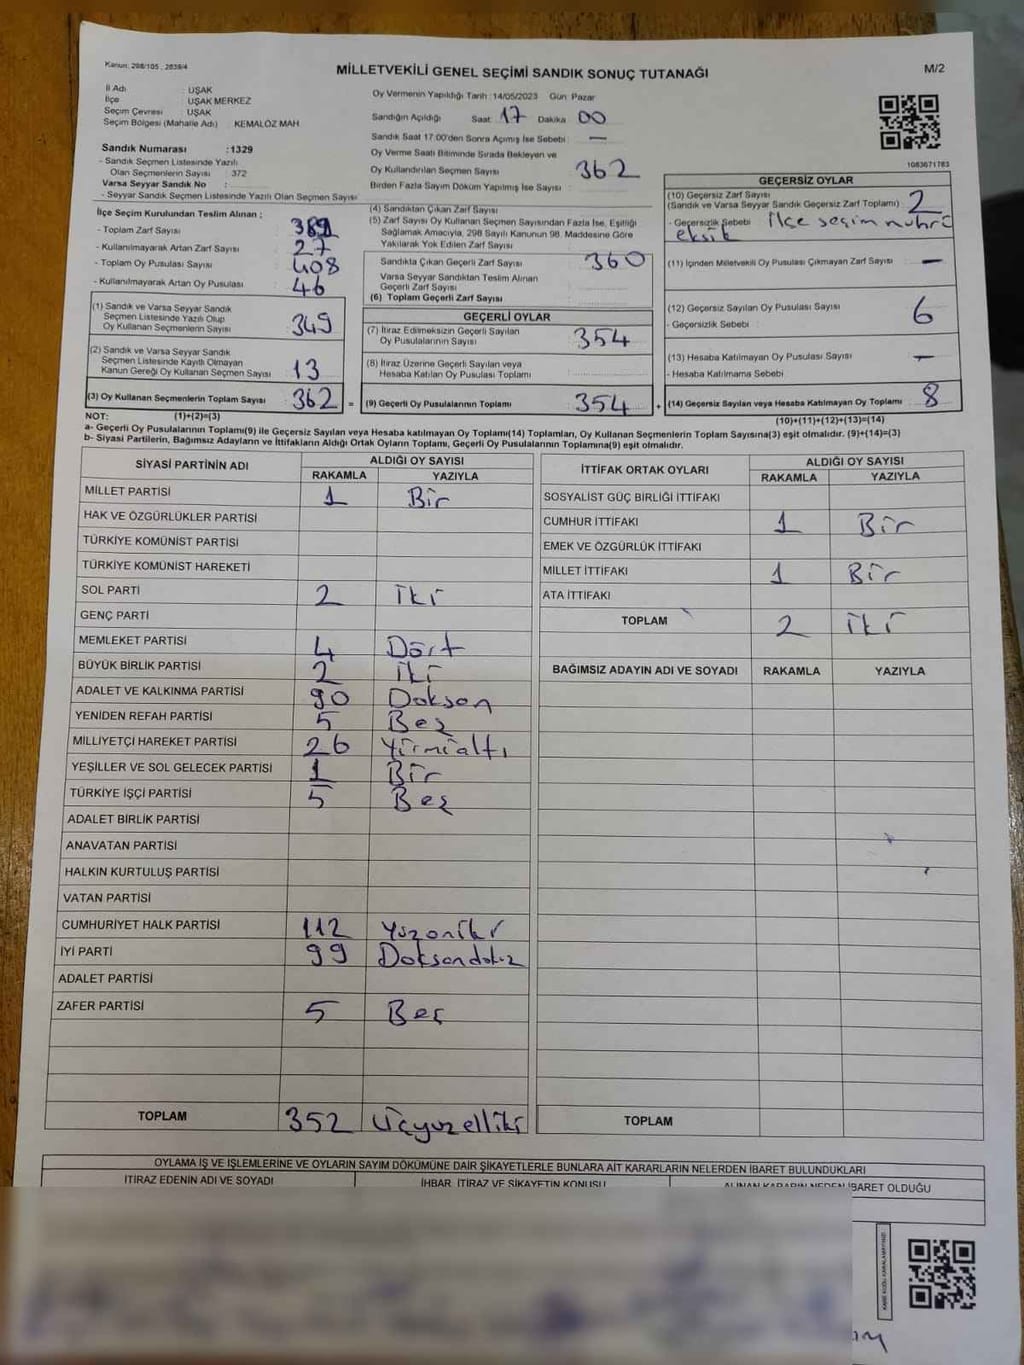 Kanun: 298/105 , 2839/4
MİLLETVEKİLİ GENEL SEÇİMİ SANDIK SONUÇ TUTANAĞI
M/2
İl Adı : UŞAK
İlçe : UŞAK MERKEZ
Seçim Çevresi : UŞAK
Seçim Bölgesi (Mahalle Adı) : KEMALÖZ MAH
Sandık Numarası : 1329
- Sandık Seçmen Listesinde Yazılı
Olan Seçmenlerin Sayısı : 372
Varsa Seyyar Sandık No :
- Seyyar Sandık Seçmen Listesinde Yazılı Olan Seçmen Sayısı
Oy Vermenin Yapıldığı Tarih :14/05/2023 Gün Pazar
Sandığın Açıldığı Saat 17 Dakika 00
Sandık Saat 17:00'den Sonra Açımış İse Sebebi : —
Oy Verme Saati Bitiminde Sırada Bekleyen ve
Oy Kullandırılan Seçmen Sayısı 362
Birden Fazla Sayım Döküm Yapılmış İse Sayısı :
1083671783
İlçe Seçim Kurulundan Teslim Alınan ;
- Toplam Zarf Sayısı
- Kullanılmayarak Artan Zarf Sayısı 27
- Toplam Oy Pusulası Sayısı 408
- Kullanılmayarak Artan Oy Pusulası 46
(1) Sandık ve Varsa Seyyar Sandık
Seçmen Listesinde Yazılı Olup
Oy Kullanan Seçmenlerin Sayısı 349
(2) Sandık ve Varsa Seyyar Sandık
Seçmen Listesinde Kayıtlı Olmayan
Kanun Gereği Oy Kullanan Seçmen Sayısı 13
(3) Oy Kullanan Seçmenlerin Toplam Sayısı 362 =
(4) Sandıktan Çıkan Zarf Sayısı
(5) Zarf Sayısı Oy Kullanan Seçmen Sayısından Fazla İse, Eşitliği
Sağlamak Amacıyla, 298 Sayılı Kanunun 98. Maddesine Göre
Yakılarak Yok Edilen Zarf Sayısı
Sandıkta Çıkan Geçerli Zarf Sayısı 360
Varsa Seyyar Sandıktan Teslim Alınan
Geçerli Zarf Sayısı
(6) Toplam Geçerli Zarf Sayısı
GEÇERLİ OYLAR
(7) İtiraz Edilmeksizin Geçerli Sayılan
Oy Pusulalarının Sayısı 354
(8) İtiraz Üzerine Geçerli Sayılan veya
Hesaba Katılan Oy Pusulası Toplamı
(9) Geçerli Oy Pusulalarının Toplamı 354 +
GEÇERSİZ OYLAR
(10) Geçersiz Zarf Sayısı
(Sandık ve Varsa Seyyar Sandık Geçersiz Zarf Toplamı) 2
- Geçersizlik Sebebi ilçe seçim mührü
eksik
(11) İçinden Milletvekili Oy Pusulası Çıkmayan Zarf Sayısı —
(12) Geçersiz Sayılan Oy Pusulası Sayısı 6
- Geçersizlik Sebebi :
(13) Hesaba Katılmayan Oy Pusulası Sayısı —
- Hesaba Katılmama Sebebi
(14) Geçersiz Sayılan veya Hesaba Katılmayan Oy Toplamı 8
NOT: (1)+(2)=(3)
(10)+(11)+(12)+(13)=(14)
a- Geçerli Oy Pusulalarının Toplamı(9) ile Geçersiz Sayılan veya Hesaba Katılmayan Oy Toplamı(14) Toplamları, Oy Kullanan Seçmenlerin Toplam Sayısına(3) eşit olmalıdır. (9)+(14)=(3)
b- Siyasi Partilerin, Bağımsız Adayların ve İttifakların Aldığı Ortak Oyların Toplamı, Geçerli Oy Pusulalarının Toplamına(9) eşit olmalıdır.
SİYASİ PARTİNİN ADI ALDIĞI OY SAYISI
RAKAMLA YAZIYLA
MİLLET PARTİSİ 1 Bir
HAK VE ÖZGÜRLÜKLER PARTİSİ
TÜRKİYE KOMÜNİST PARTİSİ
TÜRKİYE KOMÜNİST HAREKETİ
SOL PARTİ 2 iki
GENÇ PARTİ
MEMLEKET PARTİSİ 4 Dört
BÜYÜK BİRLİK PARTİSİ 2 iki
ADALET VE KALKINMA PARTİSİ 90 Doksan
YENİDEN REFAH PARTİSİ 5 Beş
MİLLİYETÇİ HAREKET PARTİSİ 26 Yirmialtı
YEŞİLLER VE SOL GELECEK PARTİSİ 1 Bir
TÜRKİYE İŞÇİ PARTİSİ 5 Beş
ADALET BİRLİK PARTİSİ
ANAVATAN PARTİSİ
HALKIN KURTULUŞ PARTİSİ
VATAN PARTİSİ
CUMHURİYET HALK PARTİSİ 112 Yüzoniki
İYİ PARTİ 99 Doksandokuz
ADALET PARTİSİ
ZAFER PARTİSİ 5 Beş
TOPLAM 352 Üçyüzelliiki
İTTİFAK ORTAK OYLARI ALDIĞI OY SAYISI
RAKAMLA YAZIYLA
SOSYALİST GÜÇ BİRLİĞİ İTTİFAKI
CUMHUR İTTİFAKI 1 Bir
EMEK VE ÖZGÜRLÜK İTTİFAKI
MİLLET İTTİFAKI 1 Bir
ATA İTTİFAKI
TOPLAM 2 iki
BAĞIMSIZ ADAYIN ADI VE SOYADI RAKAMLA YAZIYLA
TOPLAM
OYLAMA İŞ VE İŞLEMLERİNE VE OYLARIN SAYIM DÖKÜMÜNE DAİR ŞİKAYETLERLE BUNLARA AİT KARARLARIN NELERDEN İBARET BULUNDUKLARI
İTİRAZ EDENİN ADI VE SOYADI İHBAR, İTİRAZ VE ŞİKAYETİN KONUSU ALINAN KARARIN NEDEN İBARET OLDUĞU